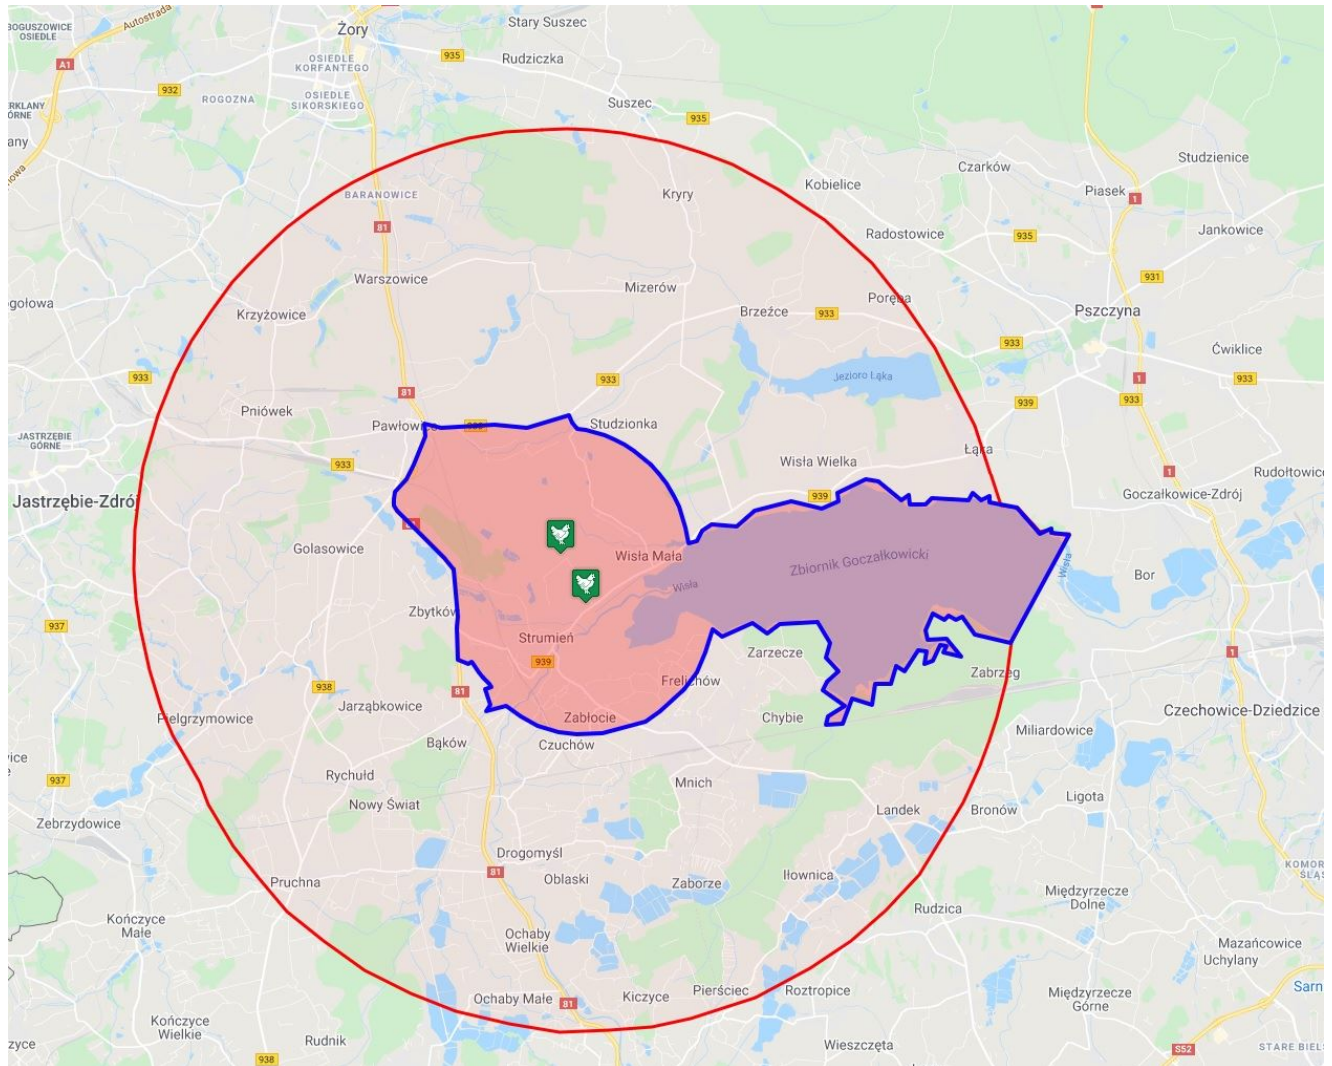 BOGUSZOWICE
OSIEDLE
Autostrada
Żory
Stary Suszec
A1
935
Rudziczka
OSIEDLE
KORFANTEGO
932
ROGOZNA
OSIEDLE
SIKORSKIEGO
Suszec
935
any
Kobielice
Czarków
Studzienice
BARANOWICE
Kryry
Piasek
1
81
Radostowice
935
Jankowice
Warszowice
Mizerów
931
Krzyżowice
Brzeźce
933
Poręba
Pszczyna
933
Ćwiklice
933
81
933
Jezioro Łąka
1
933
939
933
Pniówek
Pawłowice
Studzionka
JASTRZĘBIE
GÓRNE
933
Wisła Wielka
Łąka
1
Rudołtowice
Jastrzębie-Zdrój
939
Goczałkowice-Zdrój
Golasowice
Wisła Mała
Zbiornik Goczałkowicki
Wisła
Wisła
Bor
Zbytków
937
Strumień
939
Zarzecze
1
938
81
Frelichów
Zabrzeg
Pielgrzymowice
Jarząbkowice
Zabłocie
Chybie
Czechowice-Dziedzice
Bąków
Czuchów
Miliardowice
937
Rychułd
Mnich
Nowy Świat
Landek
Bronów
Ligota
Zebrzydowice
Drogomyśl
81
Oblaski
Zaborze
Iłownica
Pruchna
Międzyrzecze
Dolne
Kończyce
Małe
Rudzica
Ochaby
Wielkie
Mazańcowice
Uchylany
Ochaby Małe
81
Kiczyce
Pierściec
Roztropice
Międzyrzecze
Górne
Kończyce
Wielkie
Rudnik
938
Wieszczęta
S52